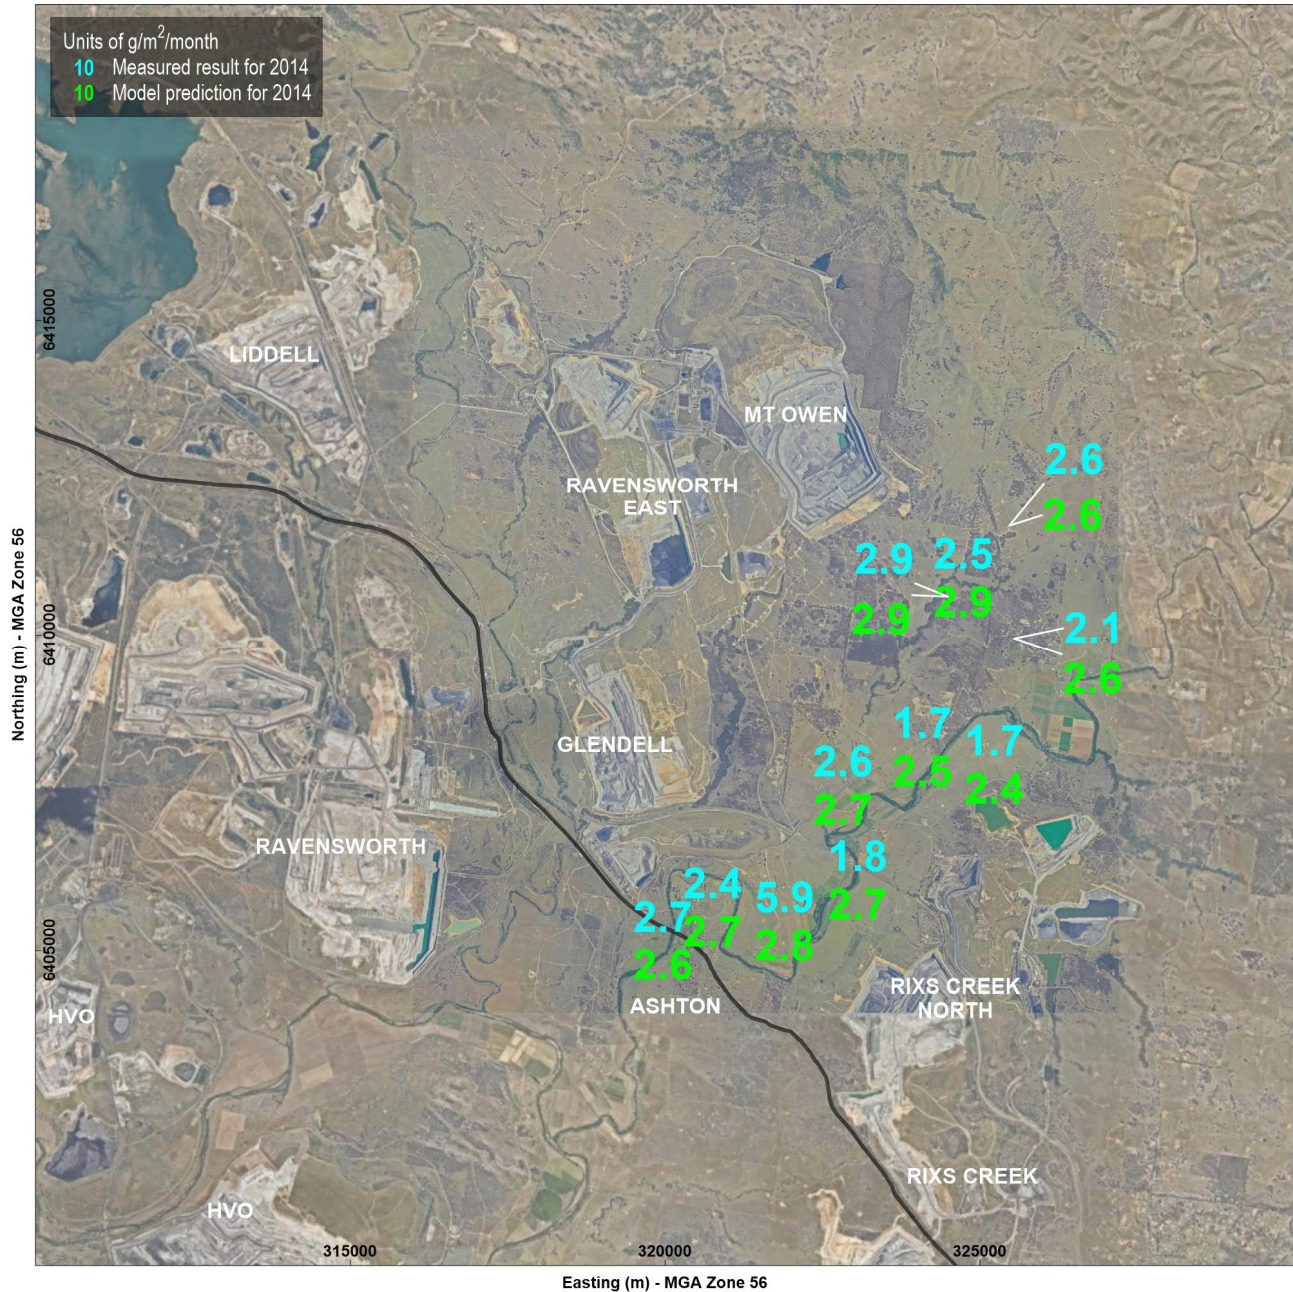 Units of g/m2/month
10 Measured result for 2014
10 Model prediction for 2014
6415000
LIDDELL
MT OWEN
2.6
RAVENSWORTH
EAST
2.6
2.9 2.5
2.9 2.9
6410000
2.1
2.6
Northing (m) - MGA Zone 56
1.7
1.7
GLENDELL
2.6
2.5
2.4
2.7
RAVENSWORTH
1.8
2.4
5.9
2.7
2.7
2.7
2.8
2.6
6405000
RIXS CREEK
NORTH
ASHTON
HVO
RIXS CREEK
HVO
315000 320000 325000
Easting (m) - MGA Zone 56